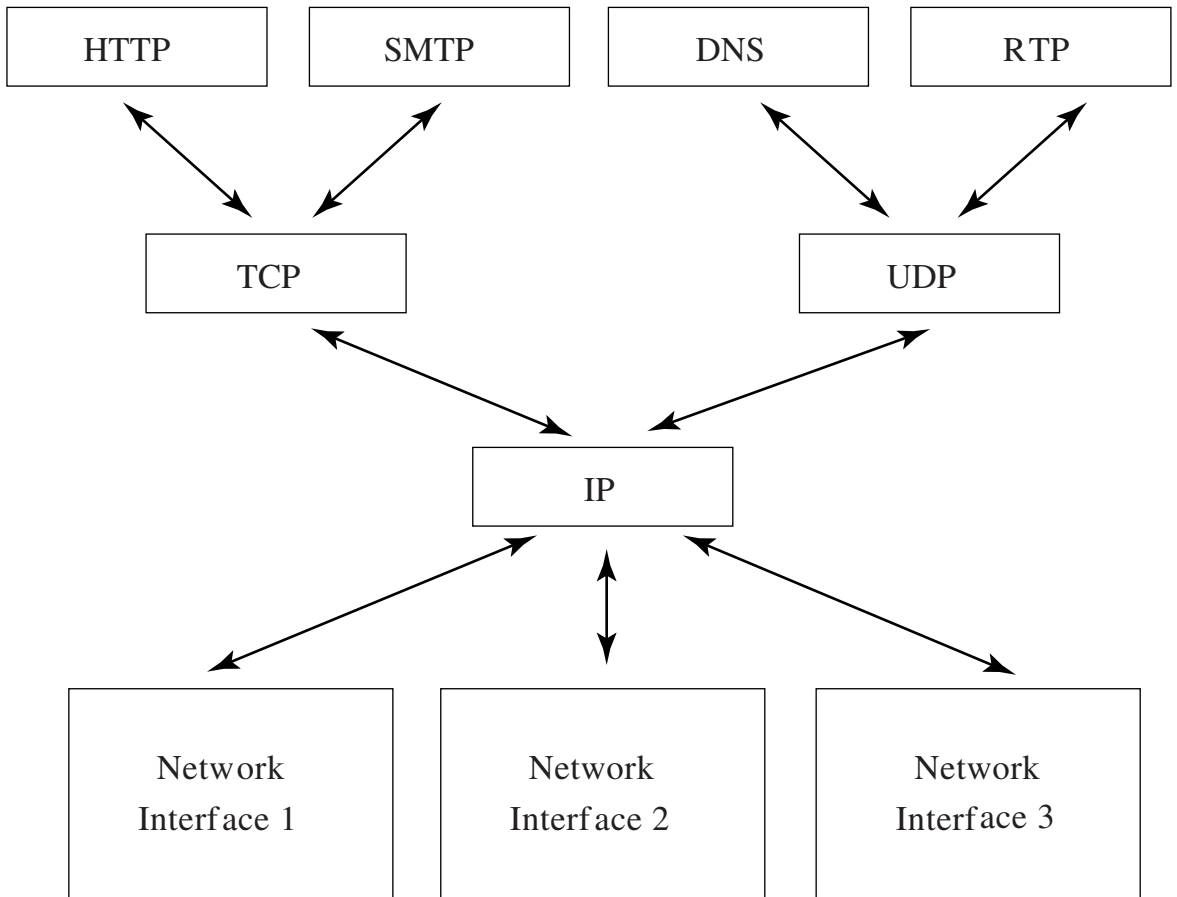 HTTP
SMTP
DNS
RTP
TCP
UDP
IP
Network
Interface 1
Network
Interface 2
Network
Interface 3